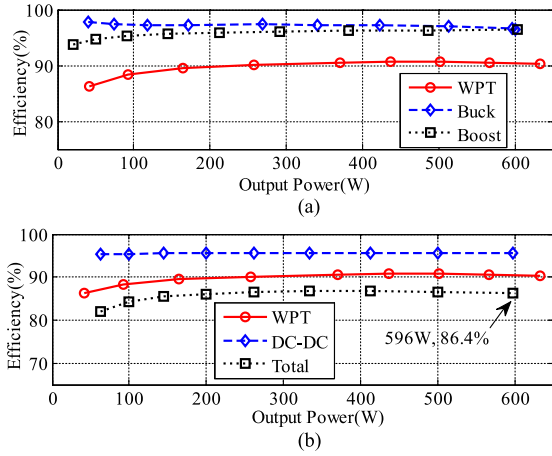 100
90
80
Efficiency(%)
WPT
Buck
Boost
0 100 200 300 400 500 600
Output Power(W)
(a)
100
90
80
70
Efficiency(%)
WPT
DC-DC
Total
596W, 86.4%
0 100 200 300 400 500 600
Output Power(W)
(b)